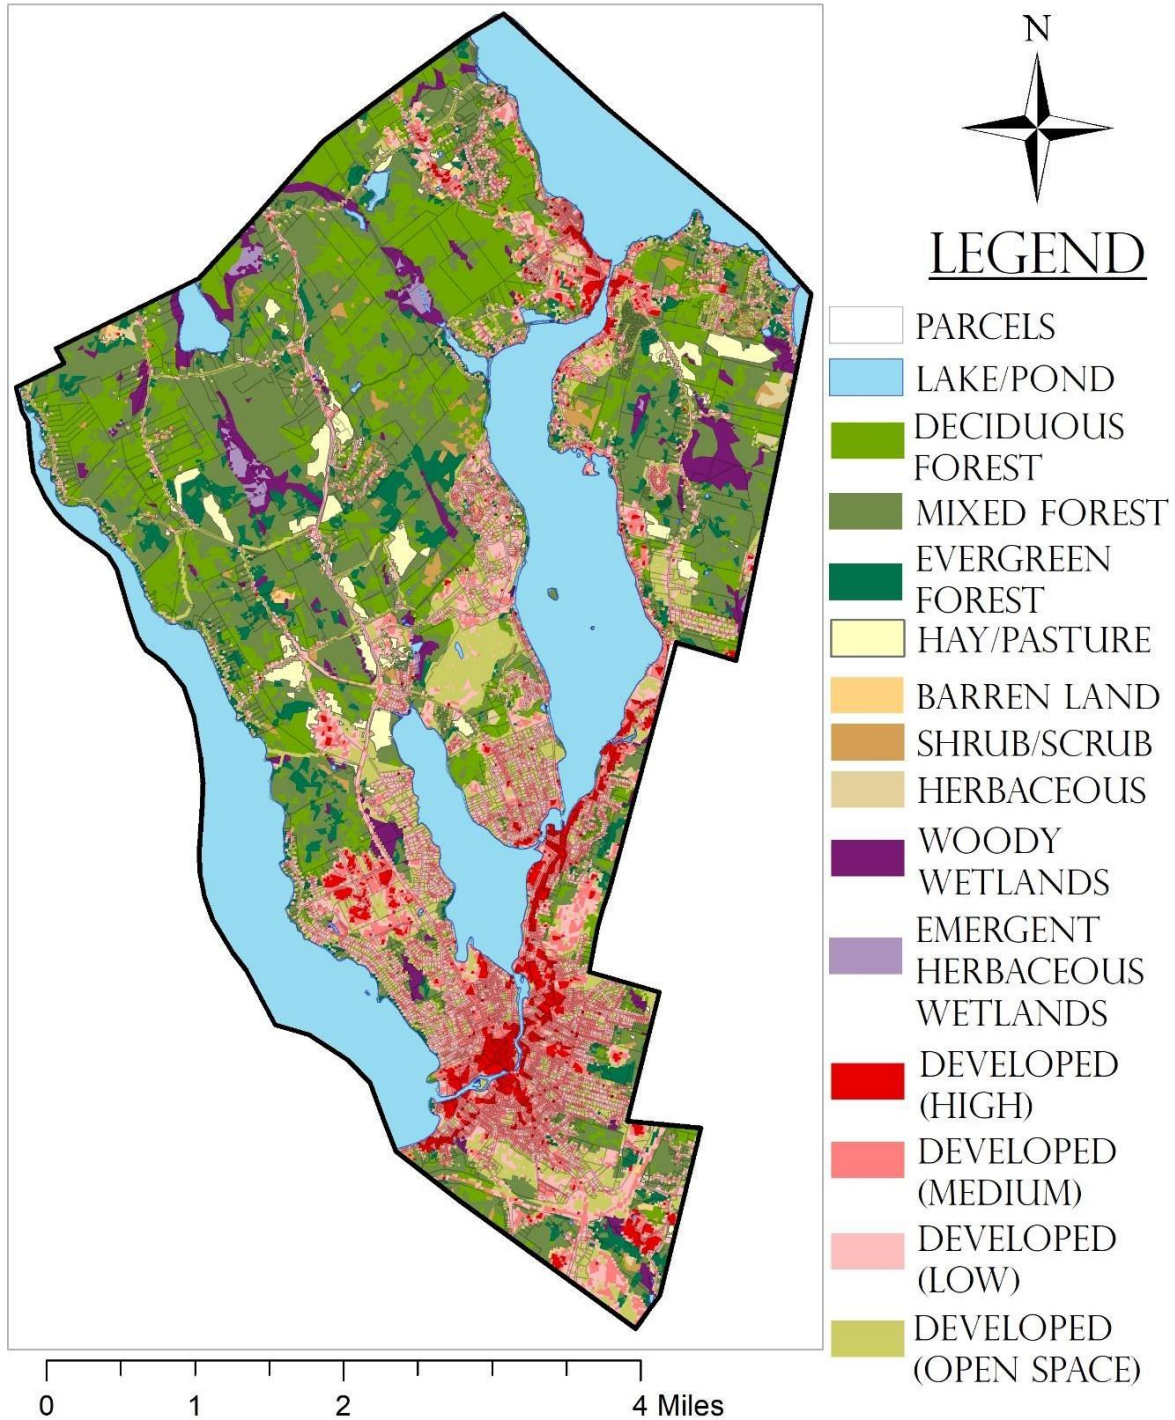 N
LEGEND
PARCELS
LAKE/POND
DECIDUOUS
FOREST
MIXED FOREST
EVERGREEN
FOREST
HAY/PASTURE
BARREN LAND
SHRUB/SCRUB
HERBACEOUS
WOODY
WETLANDS
EMERGENT
HERBACEOUS
WETLANDS
DEVELOPED
(HIGH)
DEVELOPED
(MEDIUM)
DEVELOPED
(LOW)
DEVELOPED
(OPEN SPACE)
0 1 2 4 Miles